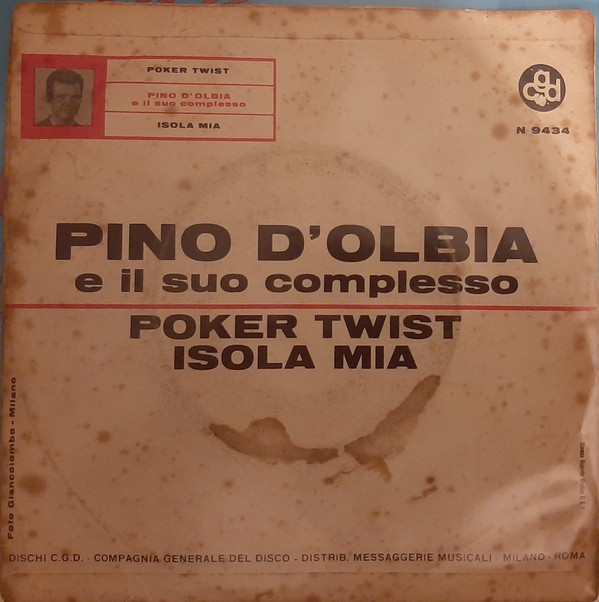 POKER TWIST
PINO D'OLBIA
e il suo complesso
ISOLA MIA
cgd
N 9434
PINO D'OLBIA
e il suo complesso
POKER TWIST
ISOLA MIA
Foto Giancolombo - Milano
DISCHI C.G.D. - COMPAGNIA GENERALE DEL DISCO - DISTRIB. MESSAGGERIE MUSICALI - MILANO - ROMA